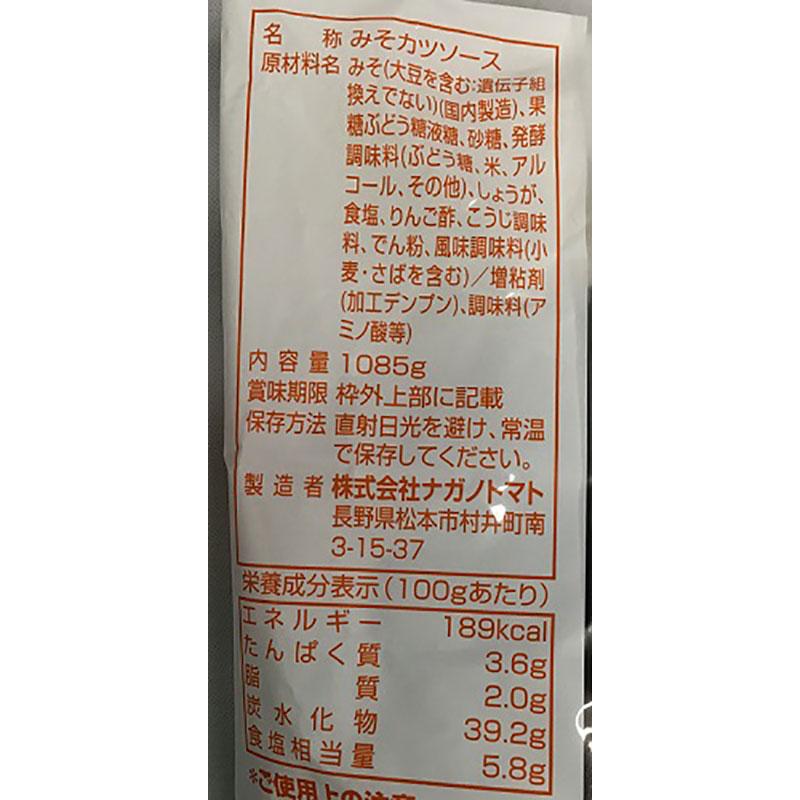 名称 みそカツソース
原材料名 みそ(大豆を含む:遺伝子組
換えでない)(国内製造)、果
糖ぶどう糖液糖、砂糖、発酵
調味料(ぶどう糖、米、アル
コール、その他)、しょうが、
食塩、りんご酢、こうじ調味
料、でん粉、風味調味料(小
麦・さばを含む)/増粘剤
(加工デンプン)、調味料(ア
ミノ酸等)
内容量 1085g
賞味期限 枠外上部に記載
保存方法 直射日光を避け、常温
で保存してください。
製造者 株式会社ナガノトマト
長野県松本市村井町南
3-15-37
栄養成分表示(100gあたり)
エネルギー 189kcal
たんぱく質 3.6g
脂質 2.0g
炭水化物 39.2g
食塩相当量 5.8g
※ご使用上の注意